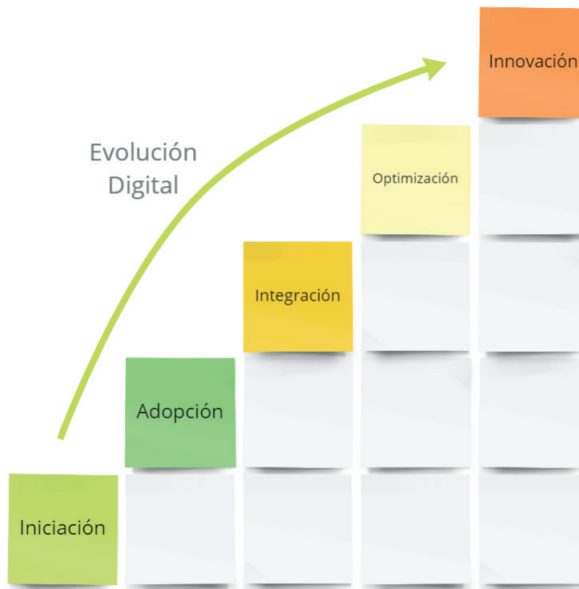 Innovación
Evolución
Digital
Optimización
Integración
Adopción
Iniciación